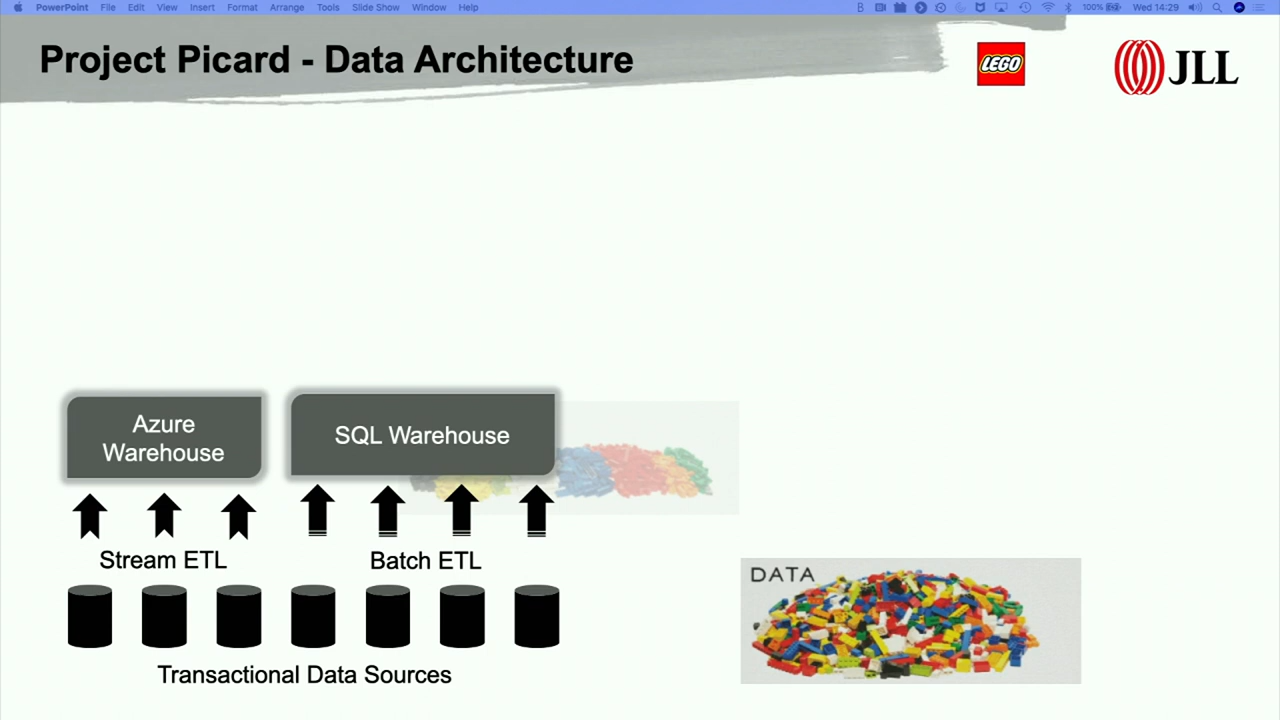 PowerPoint File Edit View Insert Format Arrange Tools Slide Show Window Help 100% Wed 14:29
Project Picard - Data Architecture
LEGO
JLL
Azure
Warehouse
SQL Warehouse
Stream ETL
Batch ETL
DATA
Transactional Data Sources